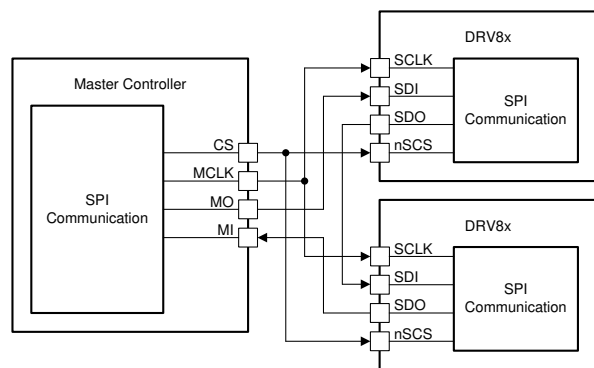 Master Controller
SPI
Communication
CS
MCLK
MO
MI
DRV8x
SCLK
SDI
SDO
nSCS
SPI
Communication
DRV8x
SCLK
SDI
SDO
nSCS
SPI
Communication